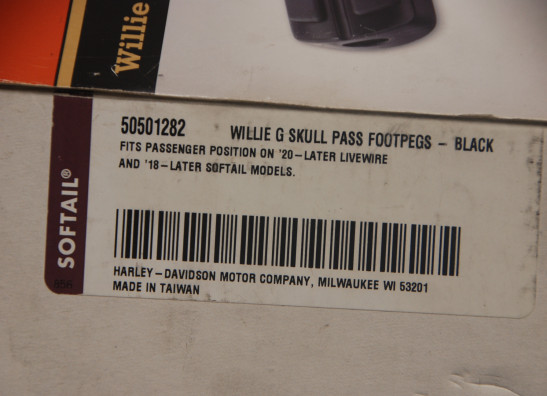 Willie
50501282 WILLIE G SKULL PASS FOOTPEGS - BLACK
FITS PASSENGER POSITION ON '20-LATER LIVEWIRE
AND '18-LATER SOFTAIL MODELS.
SOFTAIL®
HARLEY-DAVIDSON MOTOR COMPANY, MILWAUKEE WI 53201
MADE IN TAIWAN